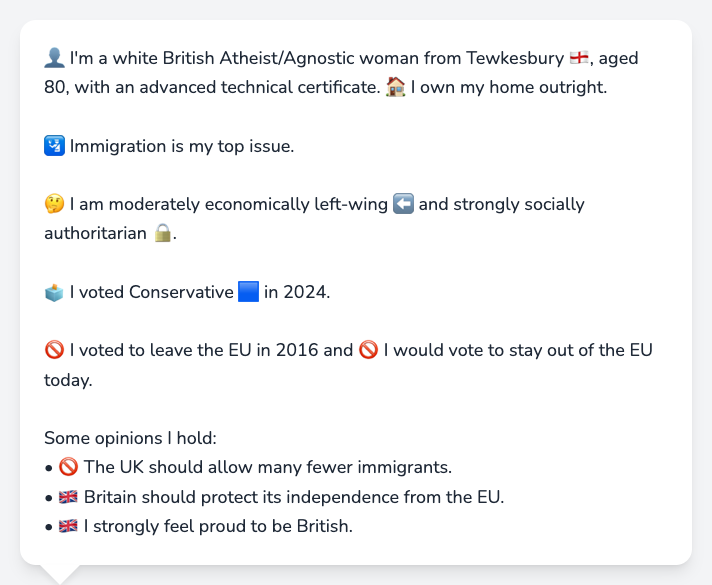 👤 I'm a white British Atheist/Agnostic woman from Tewkesbury 🏴󠁧󠁢󠁥󠁮󠁧󠁿, aged
80, with an advanced technical certificate. 🏠 I own my home outright.
🛂 Immigration is my top issue.
🤔 I am moderately economically left-wing ⬅️ and strongly socially
authoritarian 🔒.
🗳️ I voted Conservative 🟦 in 2024.
🚫 I voted to leave the EU in 2016 and 🚫 I would vote to stay out of the EU
today.
Some opinions I hold:
• 🚫 The UK should allow many fewer immigrants.
• 🇬🇧 Britain should protect its independence from the EU.
• 🇬🇧 I strongly feel proud to be British.